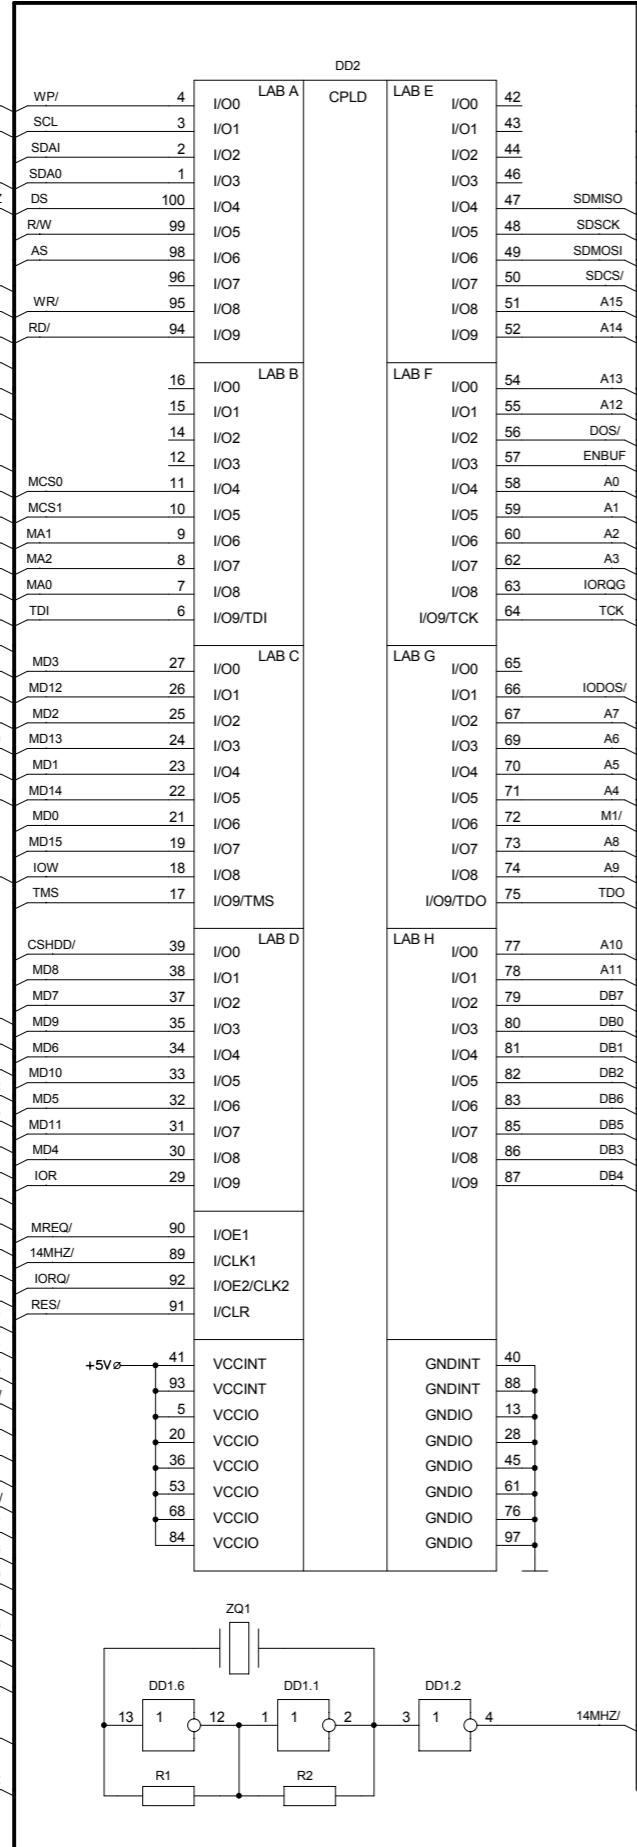 DD2
LAB A CPLD LAB E
WP/ 4 I/O0 I/O0 42
SCL 3 I/O1 I/O1 43
SDAI 2 I/O2 I/O2 44
SDA0 1 I/O3 I/O3 46
DS 100 I/O4 I/O4 47 SDMISO
R/W 99 I/O5 I/O5 48 SDSCK
AS 98 I/O6 I/O6 49 SDMOSI
96 I/O7 I/O7 50 SDCS/
WR/ 95 I/O8 I/O8 51 A15
RD/ 94 I/O9 I/O9 52 A14
LAB B LAB F
16 I/O0 I/O0 54 A13
15 I/O1 I/O1 55 A12
14 I/O2 I/O2 56 DOS/
12 I/O3 I/O3 57 ENBUF
MCS0 11 I/O4 I/O4 58 A0
MCS1 10 I/O5 I/O5 59 A1
MA1 9 I/O6 I/O6 60 A2
MA2 8 I/O7 I/O7 62 A3
MA0 7 I/O8 I/O8 63 IORQG
TDI 6 I/O9/TDI I/O9/TCK 64 TCK
LAB C LAB G
MD3 27 I/O0 I/O0 65
MD12 26 I/O1 I/O1 66 IODOS/
MD2 25 I/O2 I/O2 67 A7
MD13 24 I/O3 I/O3 69 A6
MD1 23 I/O4 I/O4 70 A5
MD14 22 I/O5 I/O5 71 A4
MD0 21 I/O6 I/O6 72 M1/
MD15 19 I/O7 I/O7 73 A8
IOW 18 I/O8 I/O8 74 A9
TMS 17 I/O9/TMS I/O9/TDO 75 TDO
LAB D LAB H
CSHDD/ 39 I/O0 I/O0 77 A10
MD8 38 I/O1 I/O1 78 A11
MD7 37 I/O2 I/O2 79 DB7
MD9 35 I/O3 I/O3 80 DB0
MD6 34 I/O4 I/O4 81 DB1
MD10 33 I/O5 I/O5 82 DB2
MD5 32 I/O6 I/O6 83 DB6
MD11 31 I/O7 I/O7 85 DB5
MD4 30 I/O8 I/O8 86 DB3
IOR 29 I/O9 I/O9 87 DB4
MREQ/ 90 I/OE1
14MHZ/ 89 I/CLK1
IORQ/ 92 I/OE2/CLK2
RES/ 91 I/CLR
+5V 41 VCCINT GNDINT 40
93 VCCINT GNDINT 88
5 VCCIO GNDIO 13
20 VCCIO GNDIO 28
36 VCCIO GNDIO 45
53 VCCIO GNDIO 61
68 VCCIO GNDIO 76
84 VCCIO GNDIO 97
ZQ1
DD1.6 DD1.1 DD1.2
13 1 12 1 1 2 3 1 4 14MHZ/
R1 R2